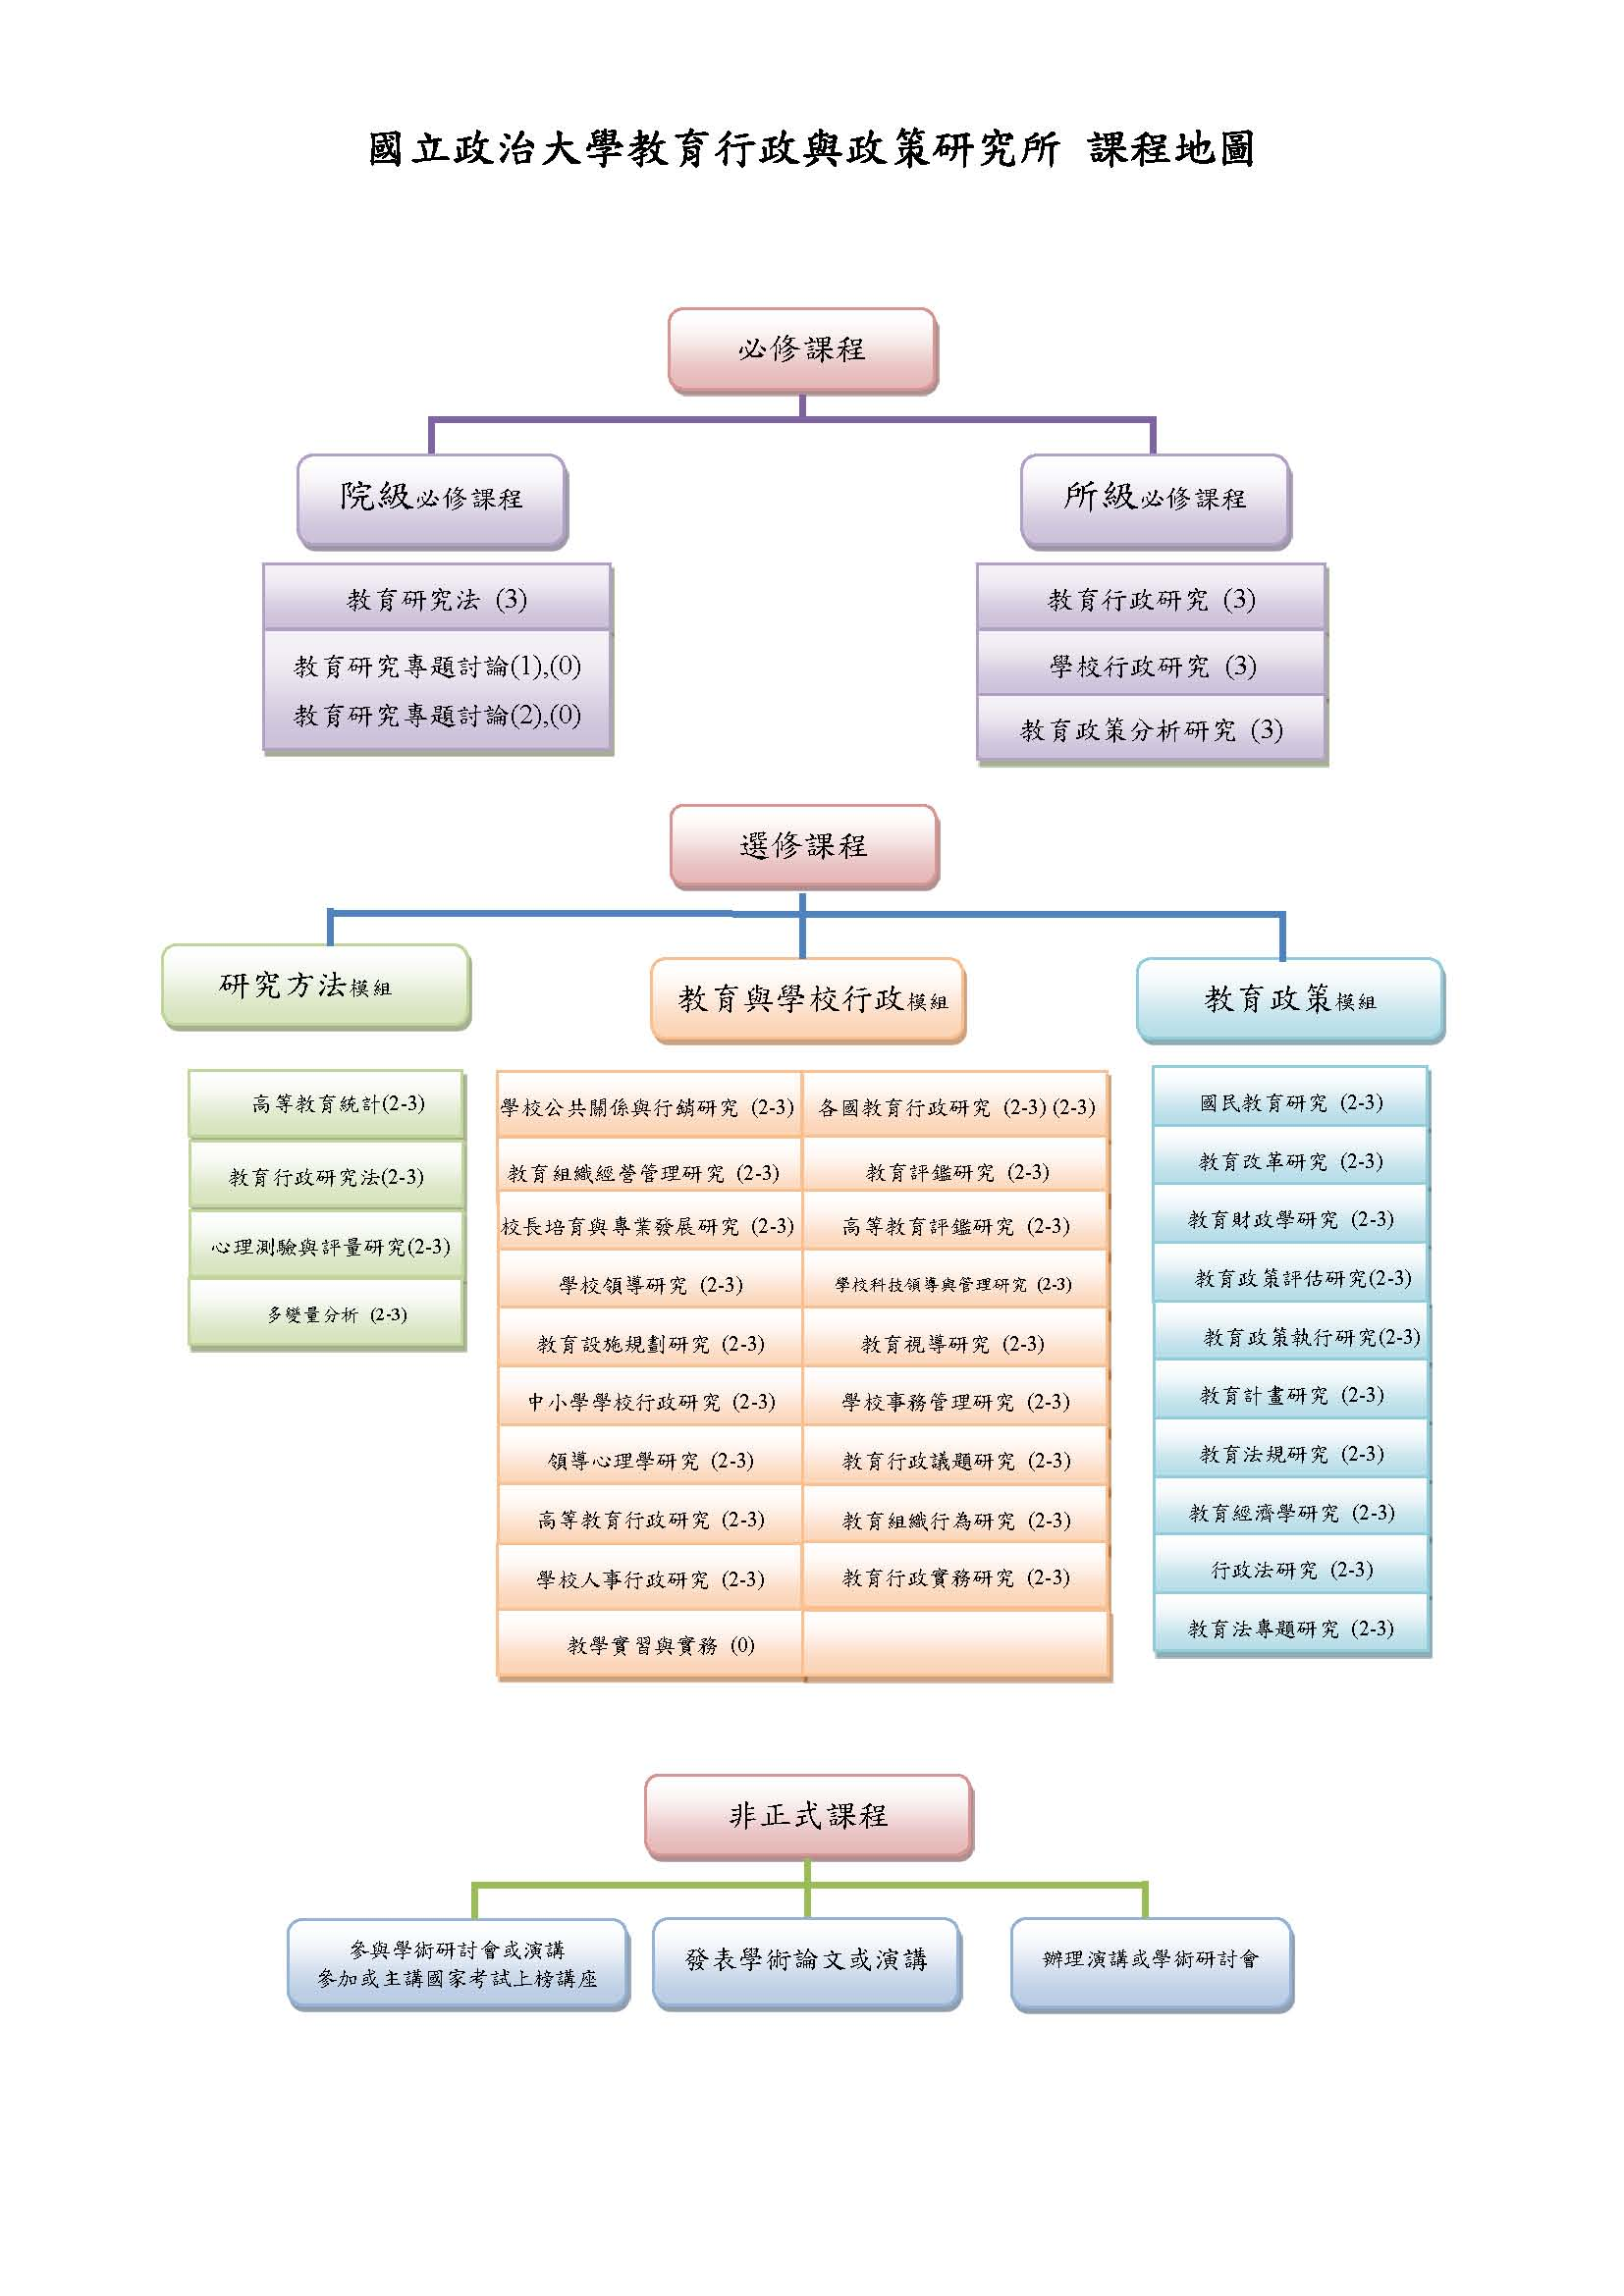 國立政治大學教育行政與政策研究所 課程地圖
必修課程
院級必修課程
教育研究法 (3)
教育研究專題討論(1),(0)
教育研究專題討論(2),(0)
所級必修課程
教育行政研究 (3)
學校行政研究 (3)
教育政策分析研究 (3)
選修課程
研究方法模組
高等教育統計(2-3)
教育行政研究法(2-3)
心理測驗與評量研究(2-3)
多變量分析 (2-3)
教育與學校行政模組
學校公共關係與行銷研究 (2-3)
各國教育行政研究 (2-3) (2-3)
教育組織經營管理研究 (2-3)
教育評鑑研究 (2-3)
校長培育與專業發展研究 (2-3)
高等教育評鑑研究 (2-3)
學校領導研究 (2-3)
學校科技領導與管理研究 (2-3)
教育設施規劃研究 (2-3)
教育視導研究 (2-3)
中小學學校行政研究 (2-3)
學校事務管理研究 (2-3)
領導心理學研究 (2-3)
教育行政議題研究 (2-3)
高等教育行政研究 (2-3)
教育組織行為研究 (2-3)
學校人事行政研究 (2-3)
教育行政實務研究 (2-3)
教學實習與實務 (0)
教育政策模組
國民教育研究 (2-3)
教育改革研究 (2-3)
教育財政學研究 (2-3)
教育政策評估研究(2-3)
教育政策執行研究(2-3)
教育計畫研究 (2-3)
教育法規研究 (2-3)
教育經濟學研究 (2-3)
行政法研究 (2-3)
教育法專題研究 (2-3)
非正式課程
參與學術研討會或演講
參加或主講國家考試上榜講座
發表學術論文或演講
辦理演講或學術研討會